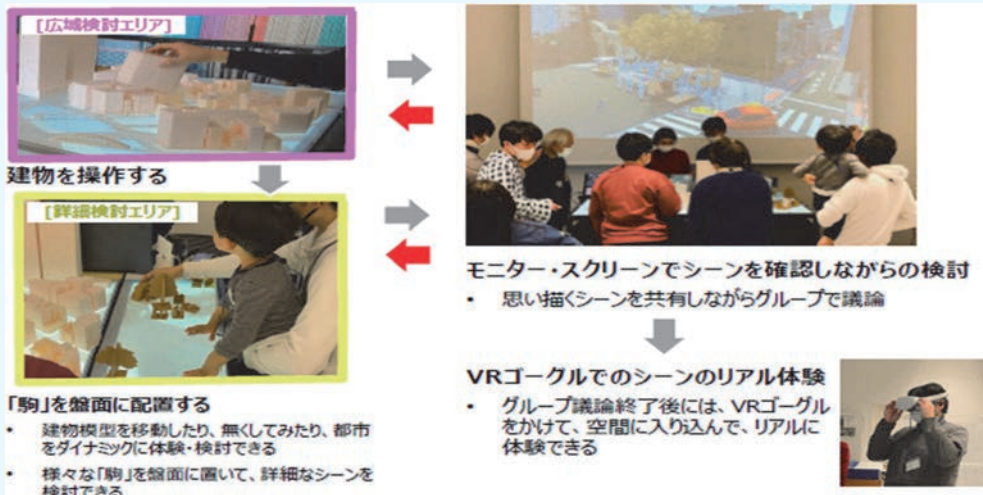 [広域検討エリア]
建物を操作する
[詳細検討エリア]
「駒」を盤面に配置する
• 建物模型を移動したり、無くしてみたり、都市
をダイナミックに体験・検討できる
• 様々な「駒」を盤面に置いて、詳細なシーンを
検討できる
モニター・スクリーンでシーンを確認しながらの検討
• 思い描くシーンを共有しながらグループで議論
VRゴーグルでのシーンのリアル体験
• グループ議論終了後には、VRゴーグル
をかけて、空間に入り込んで、リアルに
体験できる